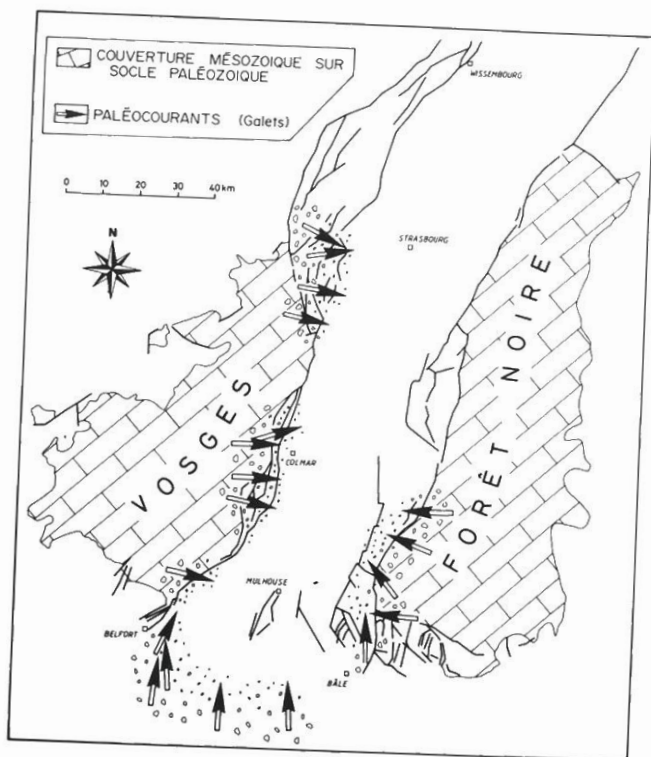 COUVERTURE MÉSOZOIQUE SUR
SOCLE PALÉOZOIQUE
PALÉOCOURANTS (Galets)
0 10 20 30 40 km
N
WISSEMBOURG
STRASBOURG
VOSGES
FORÊT NOIRE
COLMAR
MULHOUSE
BELFORT
BÂLE